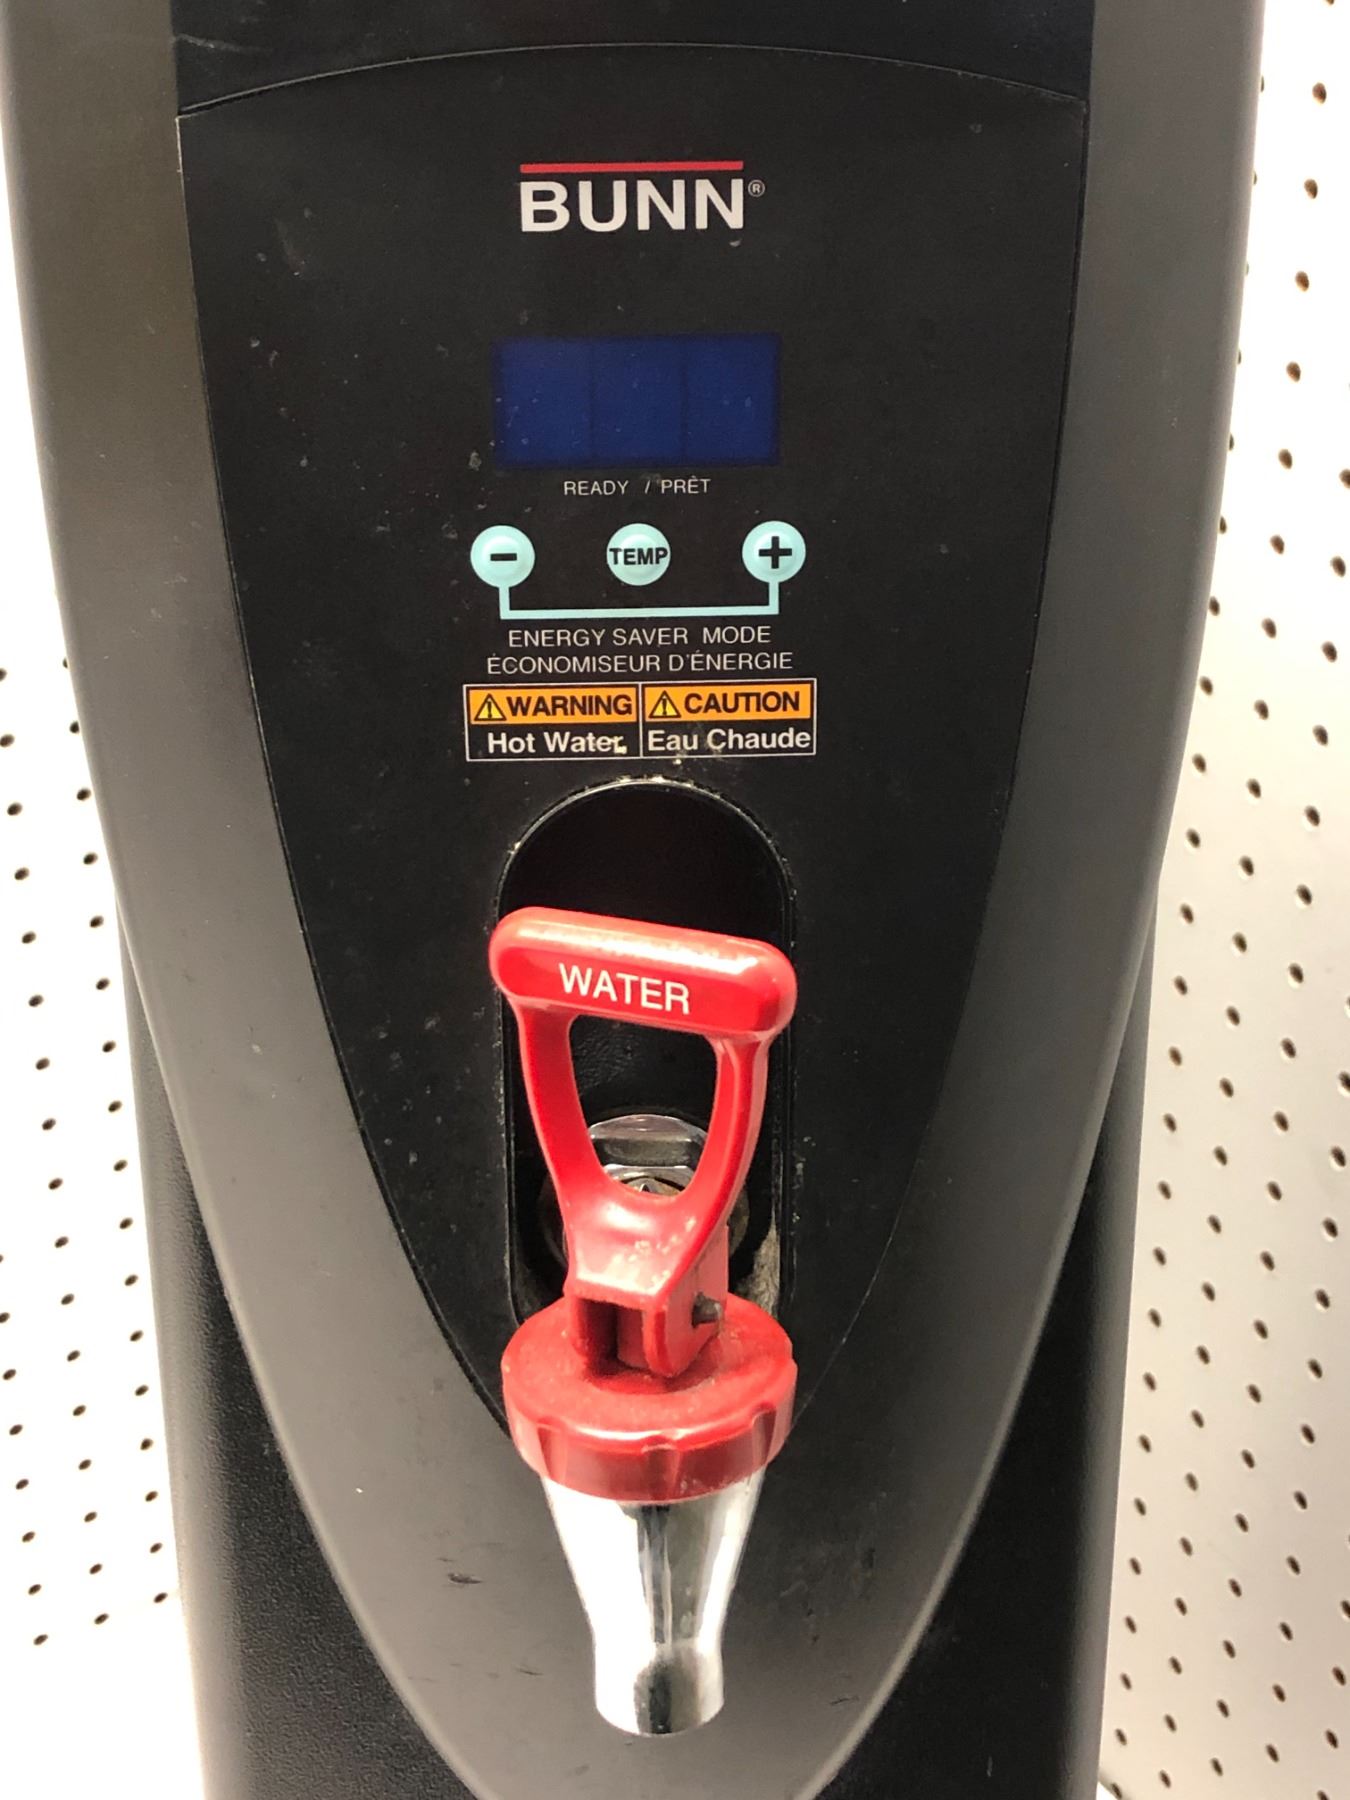 BUNN®
READY / PRÊT
- TEMP +
ENERGY SAVER MODE
ÉCONOMISEUR D'ÉNERGIE
WARNING CAUTION
Hot Water Eau Chaude
WATER